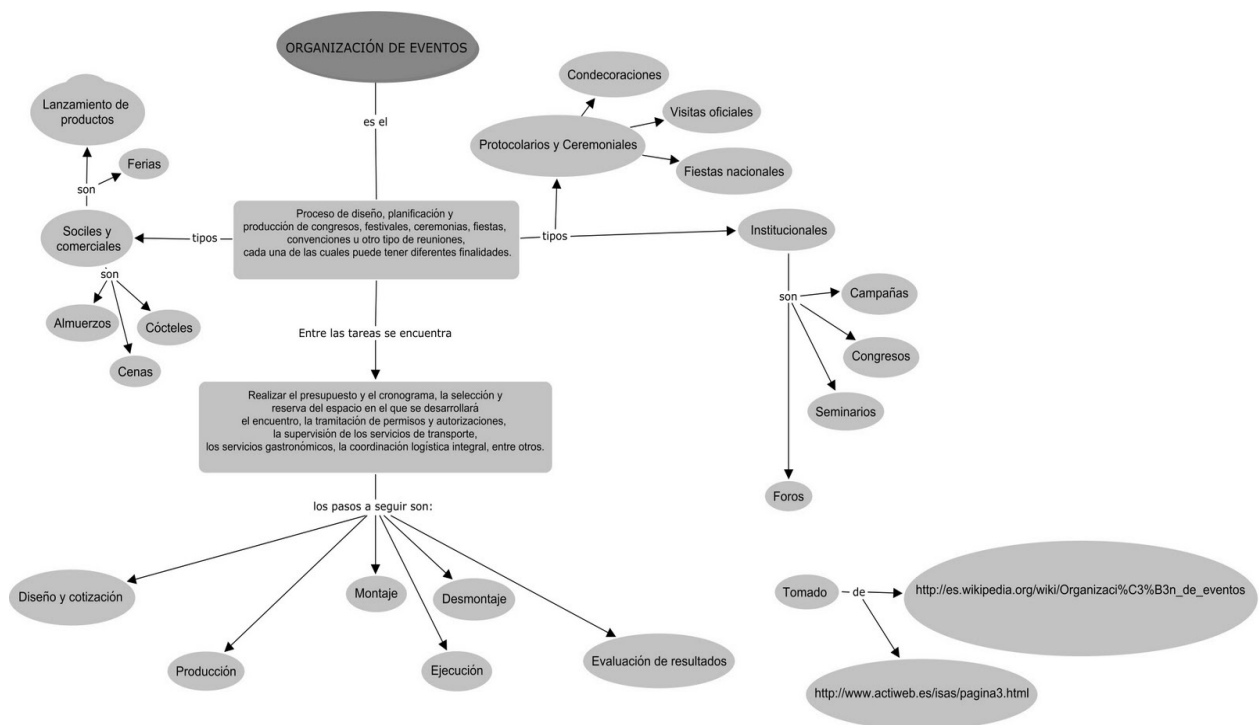 ORGANIZACIÓN DE EVENTOS
es el
Condecoraciones
Visitas oficiales
Protocolarios y Ceremoniales
Fiestas nacionales
tipos
Lanzamiento de
productos
Ferias
son
Sociles y
comerciales
tipos
son
Almuerzos
Cócteles
Cenas
Proceso de diseño, planificación y
producción de congresos, festivales, ceremonias, fiestas,
convenciones u otro tipo de reuniones,
cada una de las cuales puede tener diferentes finalidades.
Institucionales
son
Campañas
Congresos
Seminarios
Foros
Entre las tareas se encuentra
Realizar el presupuesto y el cronograma, la selección y
reserva del espacio en el que se desarrollará
el encuentro, la tramitación de permisos y autorizaciones,
la supervisión de los servicios de transporte,
los servicios gastronómicos, la coordinación logística integral, entre otros.
los pasos a seguir son:
Diseño y cotización
Montaje
Desmontaje
Producción
Ejecución
Evaluación de resultados
Tomado
de
http://es.wikipedia.org/wiki/Organizaci%C3%B3n_de_eventos
http://www.actiweb.es/isas/pagina3.html